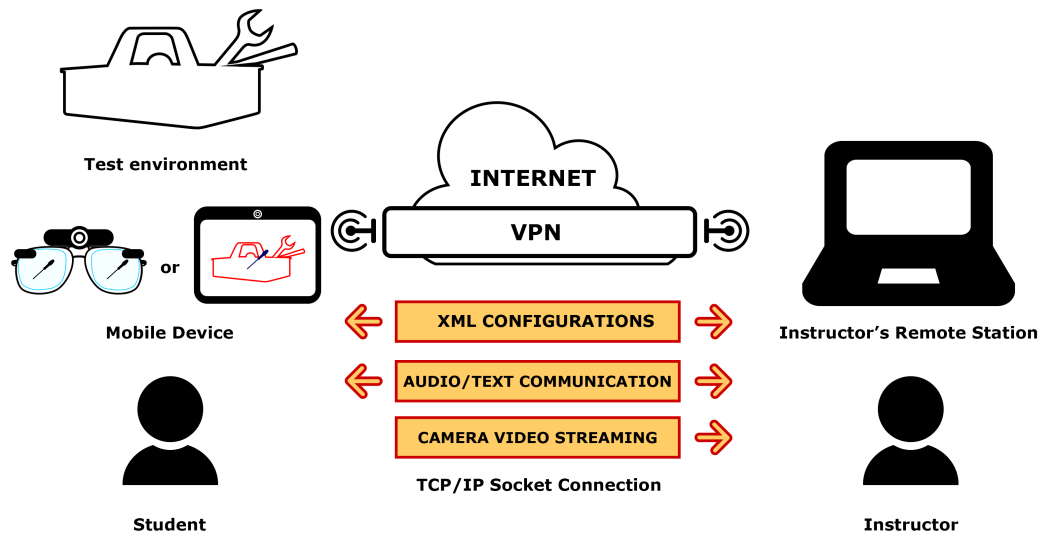 Test environment
INTERNET
VPN
or
Mobile Device
XML CONFIGURATIONS
Instructor’s Remote Station
AUDIO/TEXT COMMUNICATION
CAMERA VIDEO STREAMING
TCP/IP Socket Connection
Student
Instructor